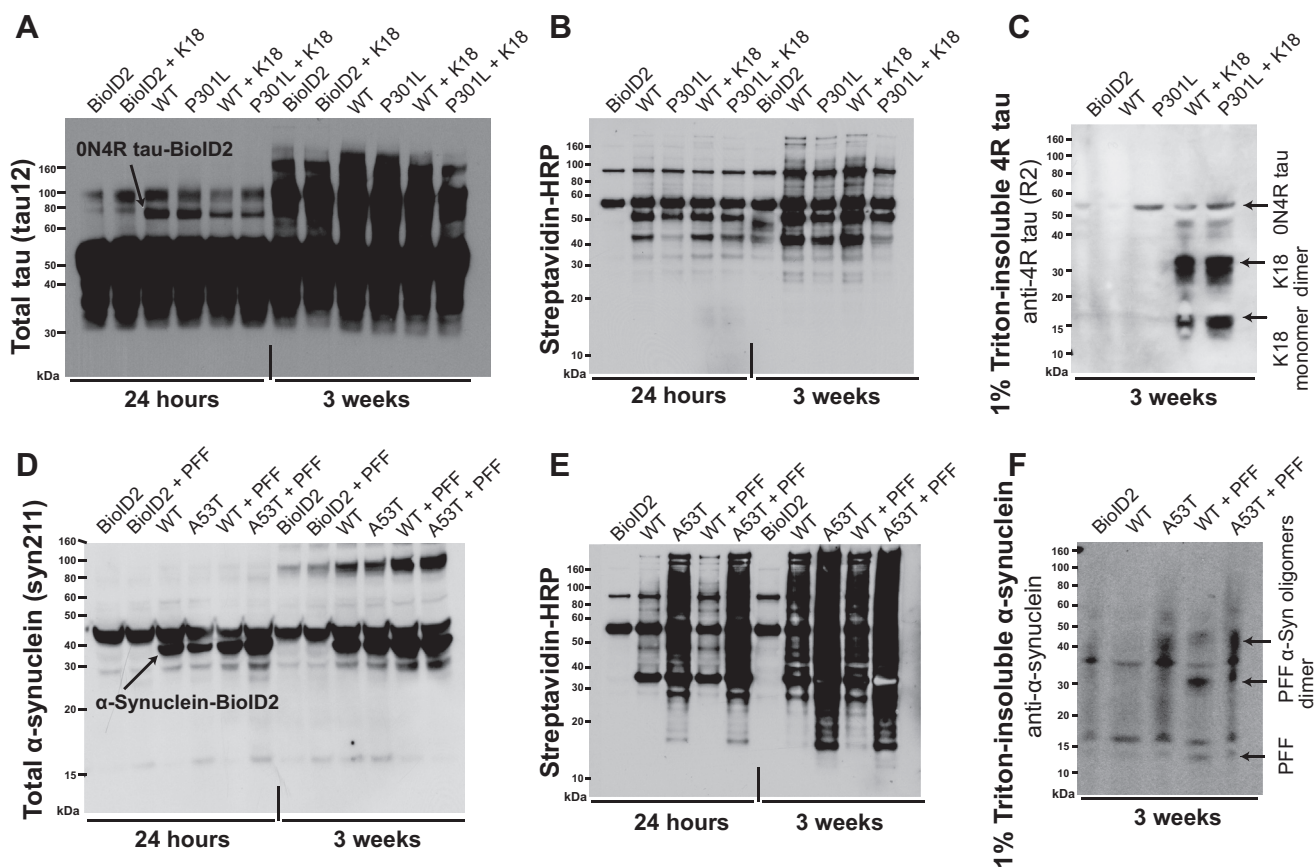 A
BioID2
BioID2 + K18
WT
P301L
WT + K18
P301L + K18
BioID2
BioID2 + K18
WT
P301L
WT + K18
P301L + K18
Total tau (tau12)
0N4R tau-BioID2
160
100
80
60
50
40
30
kDa
24 hours
3 weeks
B
BioID2
WT
P301L
WT + K18
P301L + K18
BioID2
WT
P301L
WT + K18
P301L + K18
Streptavidin-HRP
160
100
80
60
50
40
30
20
10
kDa
24 hours
3 weeks
C
BioID2
WT
P301L
WT + K18
P301L + K18
1% Triton-insoluble 4R tau
anti-4R tau (R2)
160
100
80
60
50
40
30
20
15
10
kDa
0N4R tau
K18
dimer
K18
monomer
3 weeks
D
BioID2
BioID2 + PFF
WT
A53T
WT + PFF
A53T + PFF
BioID2
BioID2 + PFF
WT
A53T
WT + PFF
A53T + PFF
Total α-synuclein (syn211)
160
100
80
60
50
40
30
20
15
kDa
α-Synuclein-BioID2
24 hours
3 weeks
E
BioID2
WT
A53T
WT + PFF
A53T + PFF
BioID2
WT
A53T
WT + PFF
A53T + PFF
Streptavidin-HRP
160
100
80
60
50
40
30
20
10
kDa
24 hours
3 weeks
F
BioID2
WT
A53T
WT + PFF
A53T + PFF
1% Triton-insoluble α-synuclein
anti-α-synuclein
160
100
80
60
50
40
30
20
15
10
kDa
α-Syn oligomers
PFF
dimer
PFF
3 weeks